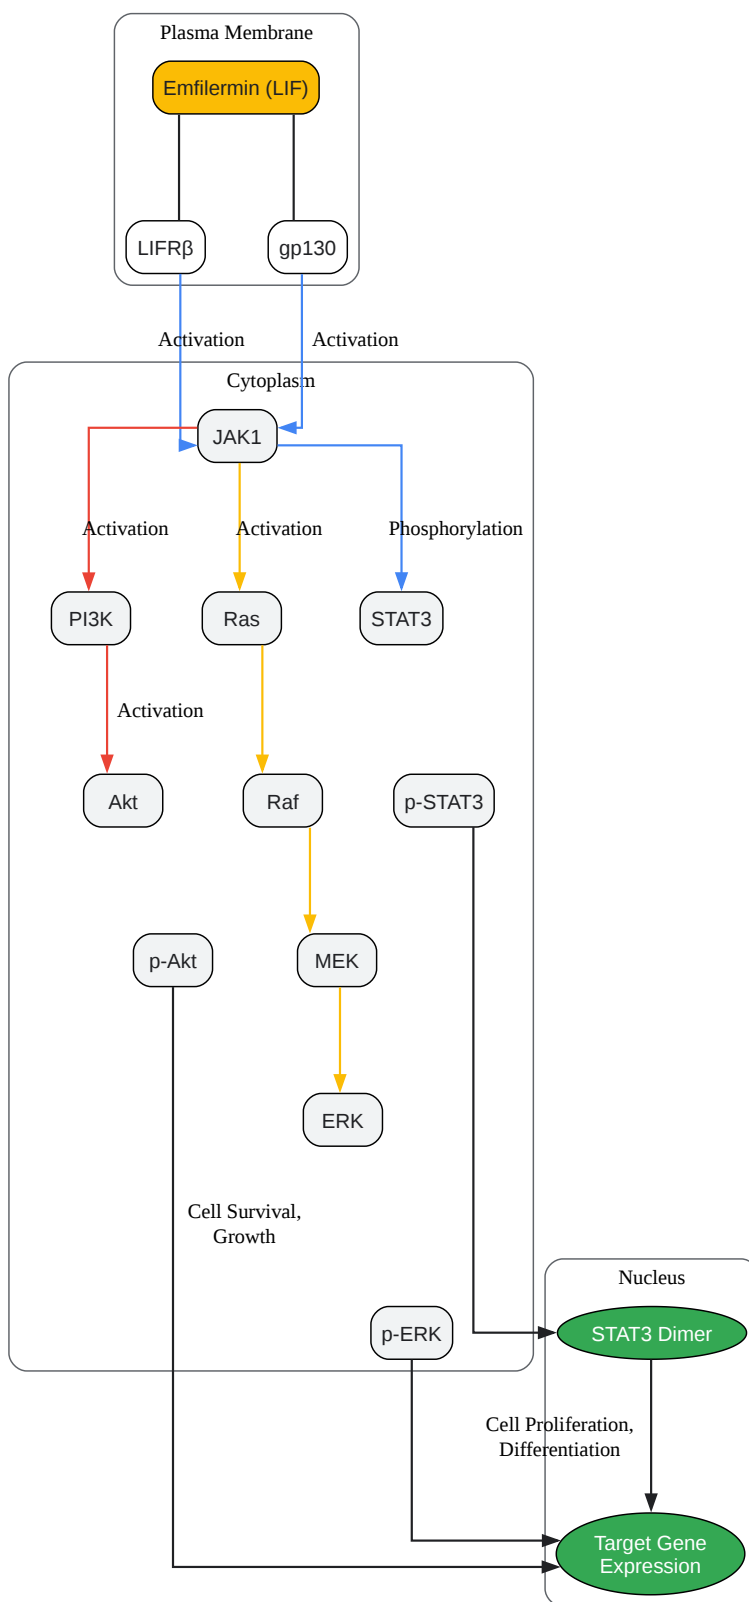 Plasma Membrane
Emfilermin (LIF)
LIFRβ
gp130
Activation
Activation
Cytoplasm
JAK1
Activation
Activation
Phosphorylation
PI3K
Ras
STAT3
Activation
Akt
Raf
p-STAT3
p-Akt
MEK
ERK
Cell Survival,
Growth
Nucleus
p-ERK
STAT3 Dimer
Cell Proliferation,
Differentiation
Target Gene
Expression